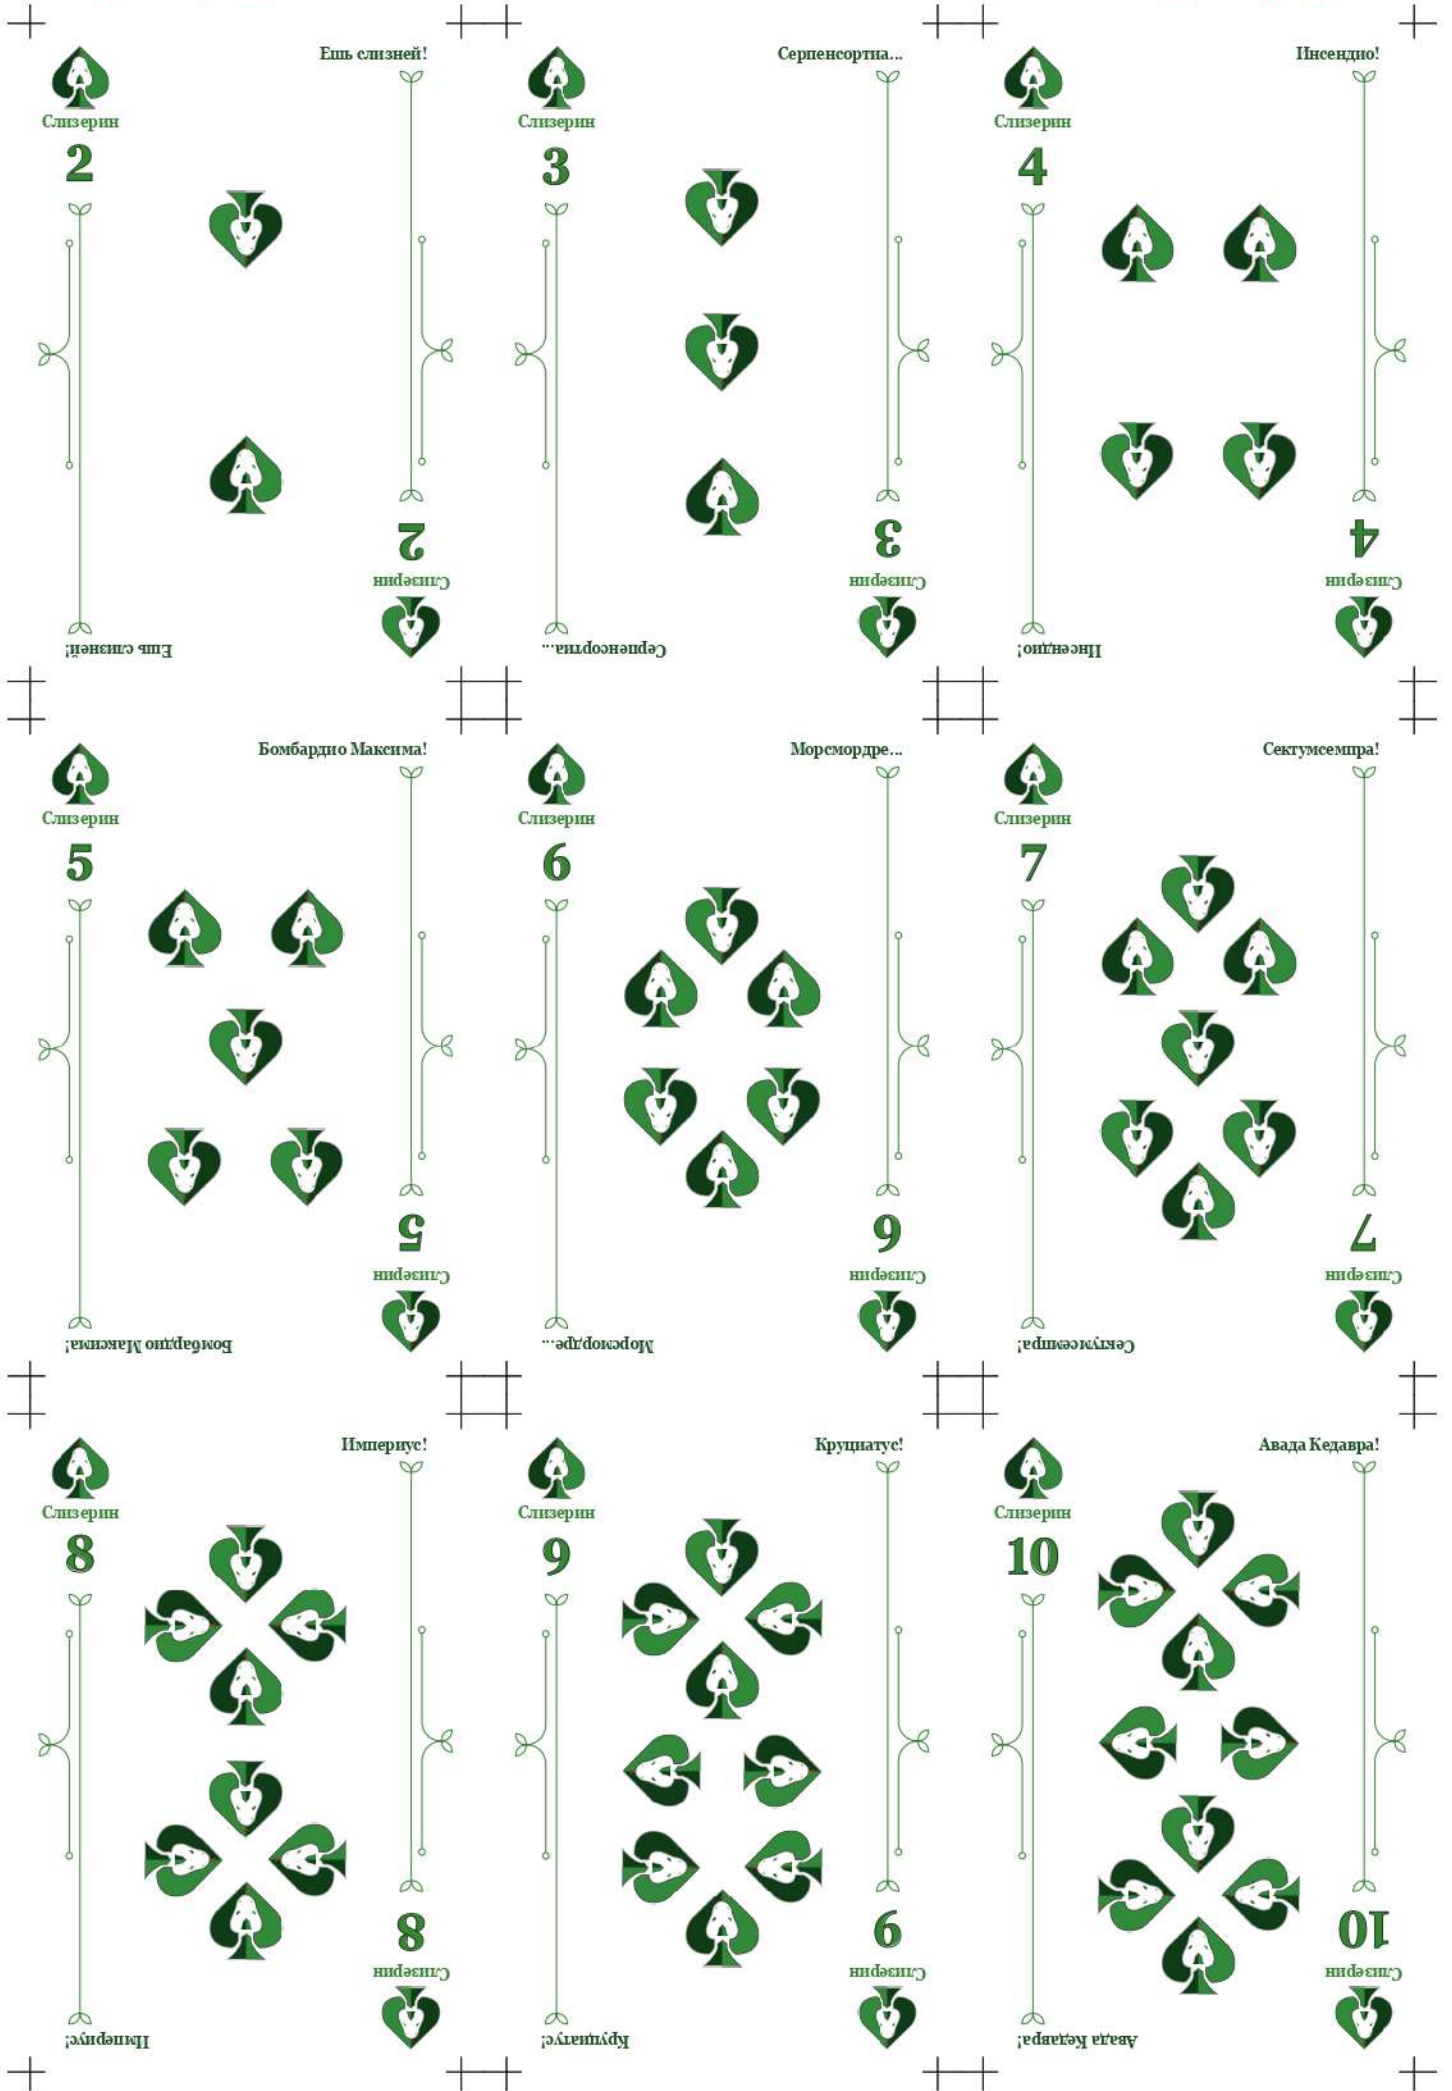 Ешь слизней!
Слизерин
2
2
Слизерин
Ешь слизней!
Серпенсортиа...
Слизерин
3
3
Слизерин
Серпенсортиа...
Инсендио!
Слизерин
4
4
Слизерин
Инсендио!
Бомбардио Максима!
Слизерин
5
5
Слизерин
Бомбардио Максима!
Морсмордре...
Слизерин
6
6
Слизерин
Морсмордре...
Сектумсемпра!
Слизерин
7
7
Слизерин
Сектумсемпра!
Империус!
Слизерин
8
8
Слизерин
Империус!
Круциатус!
Слизерин
9
9
Слизерин
Круциатус!
Авада Кедавра!
Слизерин
10
10
Слизерин
Авада Кедавра!